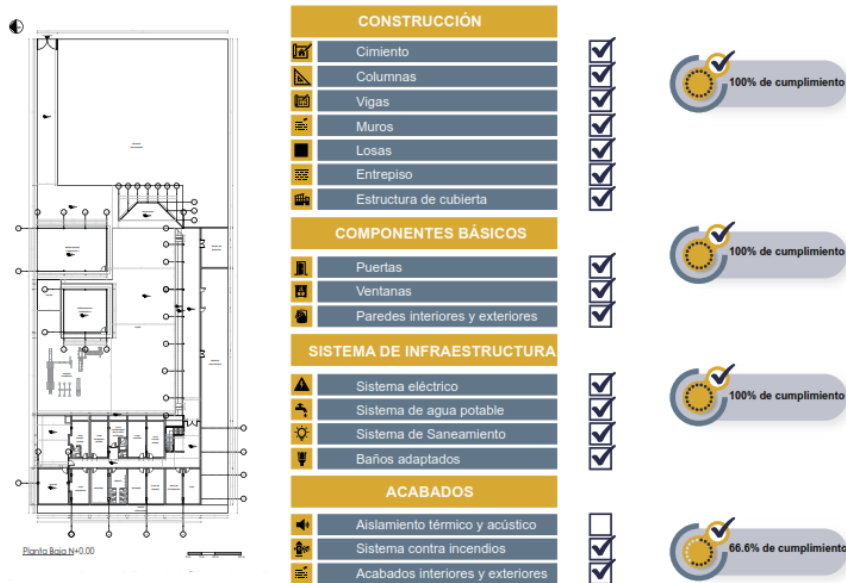 CONSTRUCCIÓN
Cimiento
Columnas
Vigas
Muros
Losas
Entrepiso
Estructura de cubierta
100% de cumplimiento
COMPONENTES BÁSICOS
Puertas
Ventanas
Paredes interiores y exteriores
100% de cumplimiento
SISTEMA DE INFRAESTRUCTURA
Sistema eléctrico
Sistema de agua potable
Sistema de Saneamiento
Baños adaptados
100% de cumplimiento
ACABADOS
Aislamiento térmico y acústico
Sistema contra incendios
Acabados interiores y exteriores
66.6% de cumplimiento
Planta Baja N+0.00